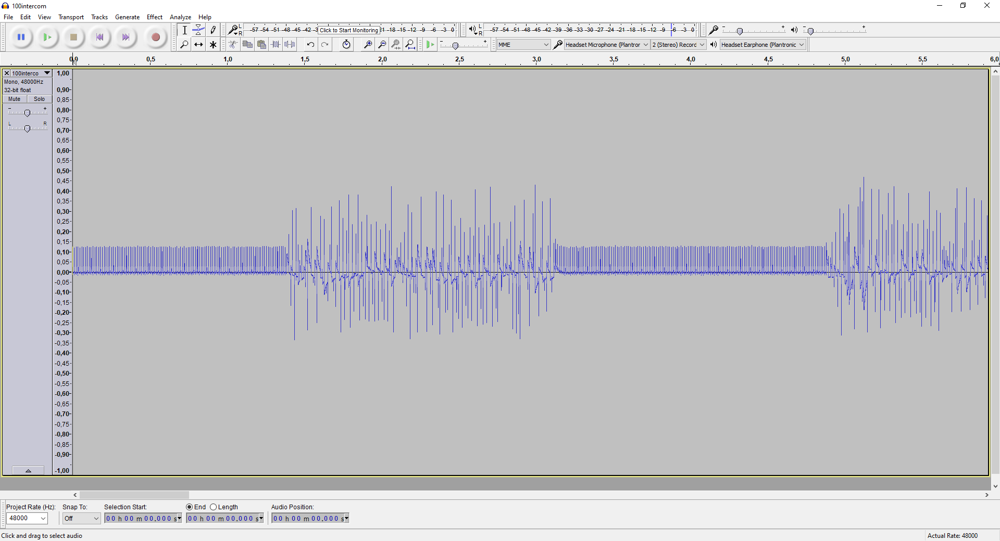 100intercom
File Edit View Transport Tracks Generate Effect Analyze Help
L
R
-57 -54 -51 -48 -45 -42 -3 Click to Start Monitoring 21 -18 -15 -12 -9 -6 -3 0
L
R
-57 -54 -51 -48 -45 -42 -39 -36 -33 -30 -27 -24 -21 -18 -15 -12 -9 -6 -3 0
- +
- +
- +
MME
Headset Microphone (Plantror
2 (Stereo) Record
Headset Earphone (Plantronic
0,0 0,5 1,0 1,5 2,0 2,5 3,0 3,5 4,0 4,5 5,0 5,5 6,0
100interco
Mono, 48000Hz
32-bit float
Mute Solo
- +
L R
1,00
0,90
0,85
0,80
0,75
0,70
0,65
0,60
0,55
0,50
0,45
0,40
0,35
0,30
0,25
0,20
0,15
0,10
0,05
0,00
-0,05
-0,10
-0,15
-0,20
-0,25
-0,30
-0,35
-0,40
-0,45
-0,50
-0,55
-0,60
-0,65
-0,70
-0,75
-0,80
-0,85
-0,90
-1,00
Project Rate (Hz): Snap To: Selection Start: End Length Audio Position:
48000 Off 00 h 00 m 00.000 s 00 h 00 m 00.000 s 00 h 00 m 00.000 s
Click and drag to select audio
Actual Rate: 48000